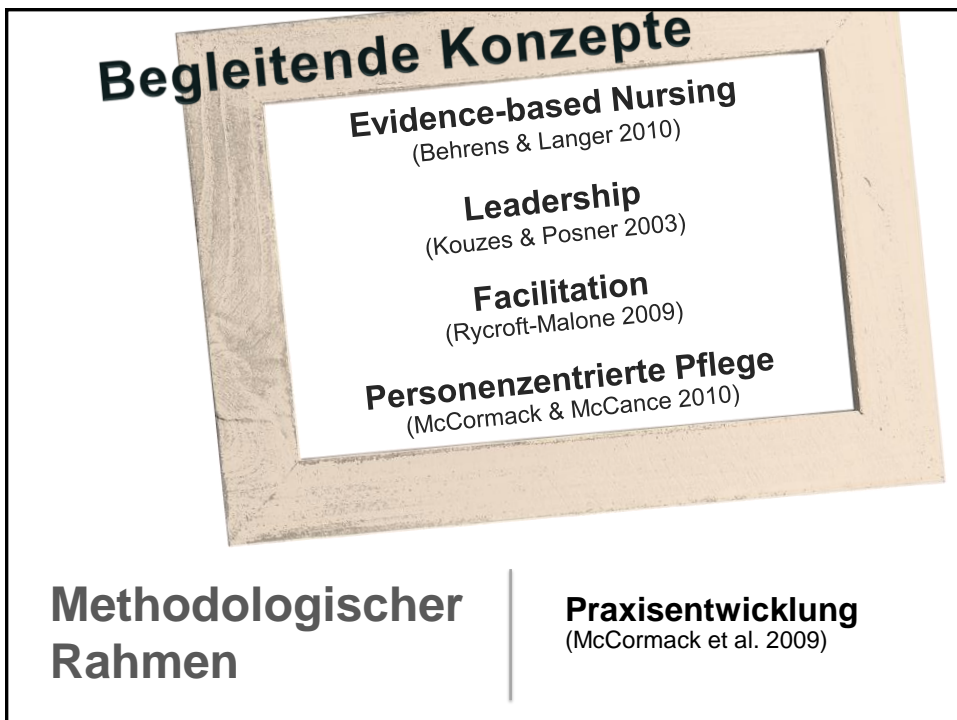 Begleitende Konzepte
Evidence-based Nursing
(Behrens & Langer 2010)
Leadership
(Kouzes & Posner 2003)
Facilitation
(Rycroft-Malone 2009)
Personenzentrierte Pflege
(McCormack & McCance 2010)
Methodologischer
Rahmen
Praxisentwicklung
(McCormack et al. 2009)